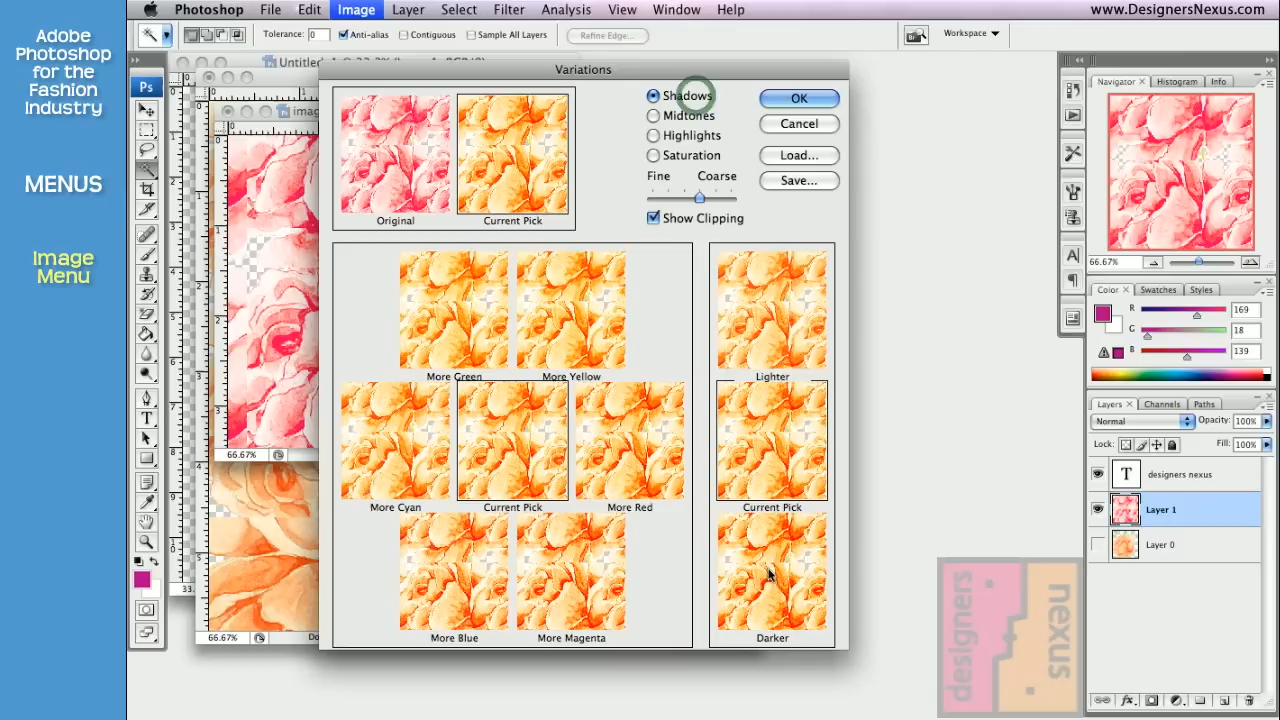 Adobe
Photoshop
for the
Fashion
Industry
MENUS
Image
Menu
Photoshop File Edit Image Layer Select Filter Analysis View Window Help www.DesignersNexus.com
Tolerance: 0 Anti-alias Contiguous Sample All Layers Refine Edge... Workspace
Variations
Original
Current Pick
Shadows
Midtones
Highlights
Saturation
Fine Coarse
Show Clipping
OK
Cancel
Load...
Save...
More Green
More Yellow
More Cyan
Current Pick
More Red
More Blue
More Magenta
Lighter
Current Pick
Darker
Ps
66.67%
66.67%
Navigator Histogram Info
66.67%
Color Swatches Styles
R 169
G 18
B 139
Layers Channels Paths
Normal Opacity: 100%
Lock: Fill: 100%
T designers nexus
Layer 1
Layer 0
designers
nexus